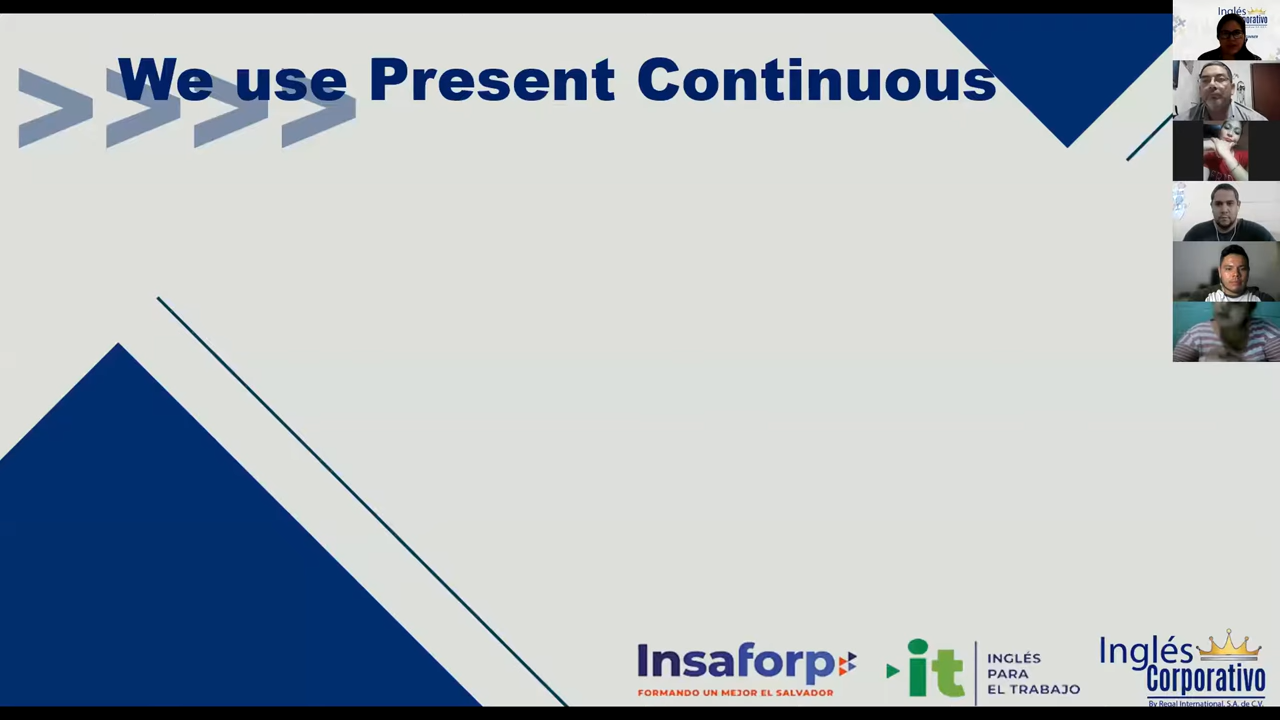 We use Present Continuous
>>>>
Inglés
Insaforp
FORMANDO UN MEJOR EL SALVADOR
it
INGLÉS
PARA
EL TRABAJO
Inglés
Corporativo
By Regal International, S.A. de C.V.